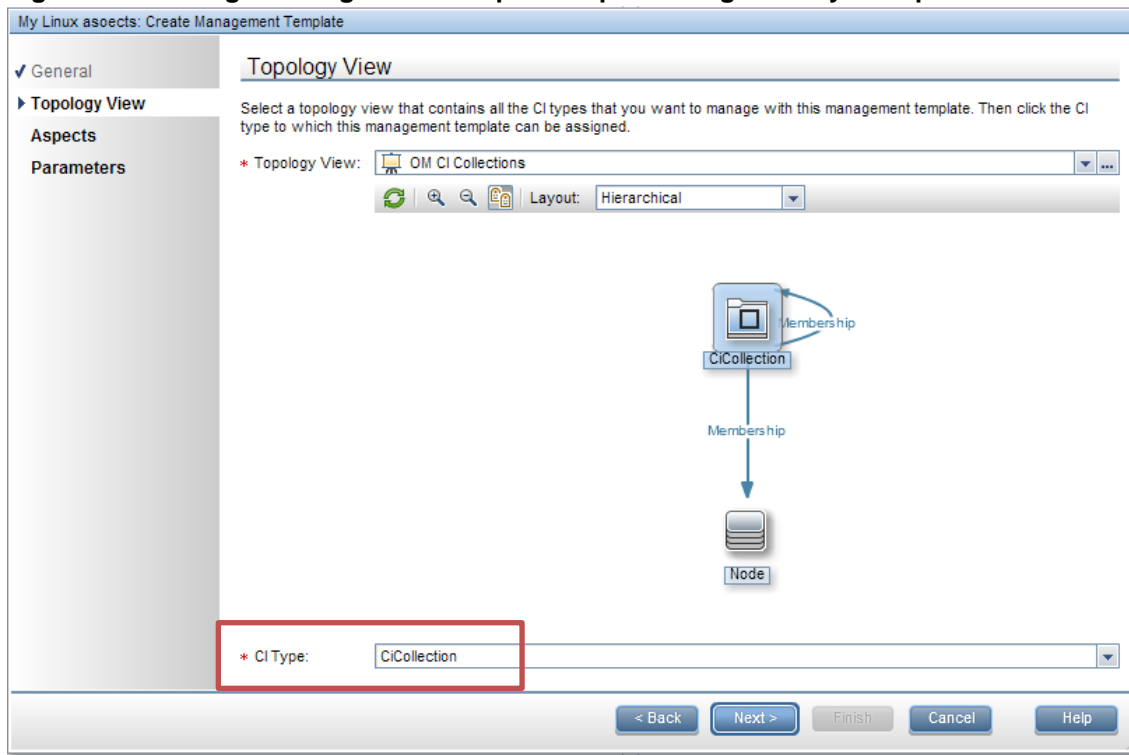 My Linux asoects: Create Management Template
General
Topology View
Aspects
Parameters
Topology View
Select a topology view that contains all the CI types that you want to manage with this management template. Then click the CI
type to which this management template can be assigned.
* Topology View: OM CI Collections
Layout: Hierarchical
Membership
CiCollection
Membership
Node
* CI Type: CiCollection
< Back Next > Finish Cancel Help